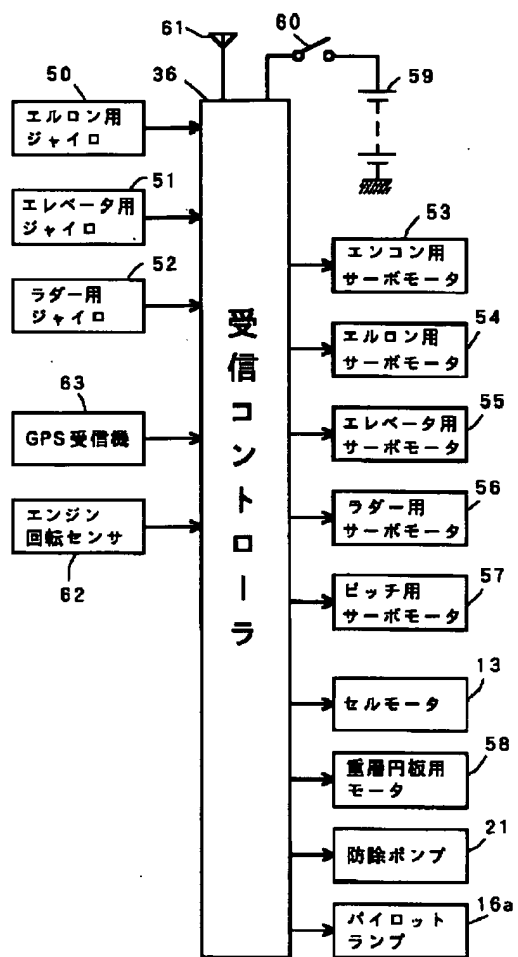 61
60
36
59
50
エルロン用
ジャイロ
51
エレベータ用
ジャイロ
52
ラダー用
ジャイロ
63
GPS受信機
エンジン
回転センサ
62
受信コントローラ
53
エンコン用
サーボモータ
54
エルロン用
サーボモータ
55
エレベータ用
サーボモータ
56
ラダー用
サーボモータ
57
ピッチ用
サーボモータ
13
セルモータ
58
重層円板用
モータ
21
防除ポンプ
16a
パイロット
ランプ